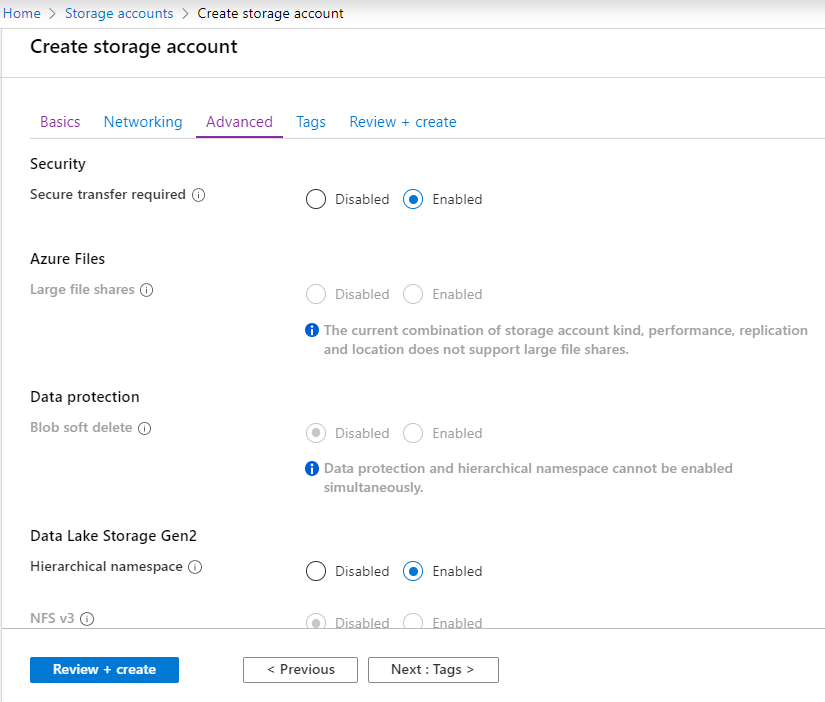 Home > Storage accounts > Create storage account
Create storage account
Basics Networking Advanced Tags Review + create
Security
Secure transfer required Disabled Enabled
Azure Files
Large file shares Disabled Enabled
The current combination of storage account kind, performance, replication
and location does not support large file shares.
Data protection
Blob soft delete Disabled Enabled
Data protection and hierarchical namespace cannot be enabled
simultaneously.
Data Lake Storage Gen2
Hierarchical namespace Disabled Enabled
NFS v3 Disabled Enabled
Review + create < Previous Next : Tags >